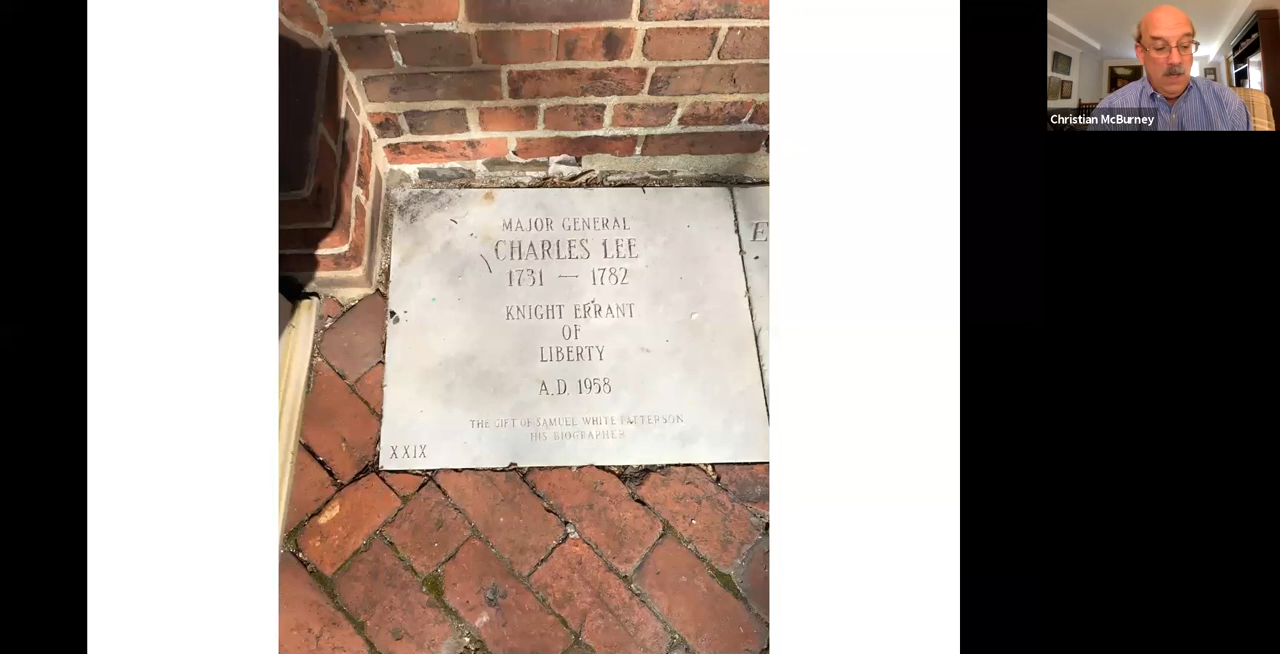 MAJOR GENERAL
CHARLES LEE
1731 — 1782
KNIGHT ERRANT
OF
LIBERTY
A.D. 1958
THE GIFT OF SAMUEL WHITE PATTERSON
HIS BIOGRAPHER
XXIX
E
Christian McBurney